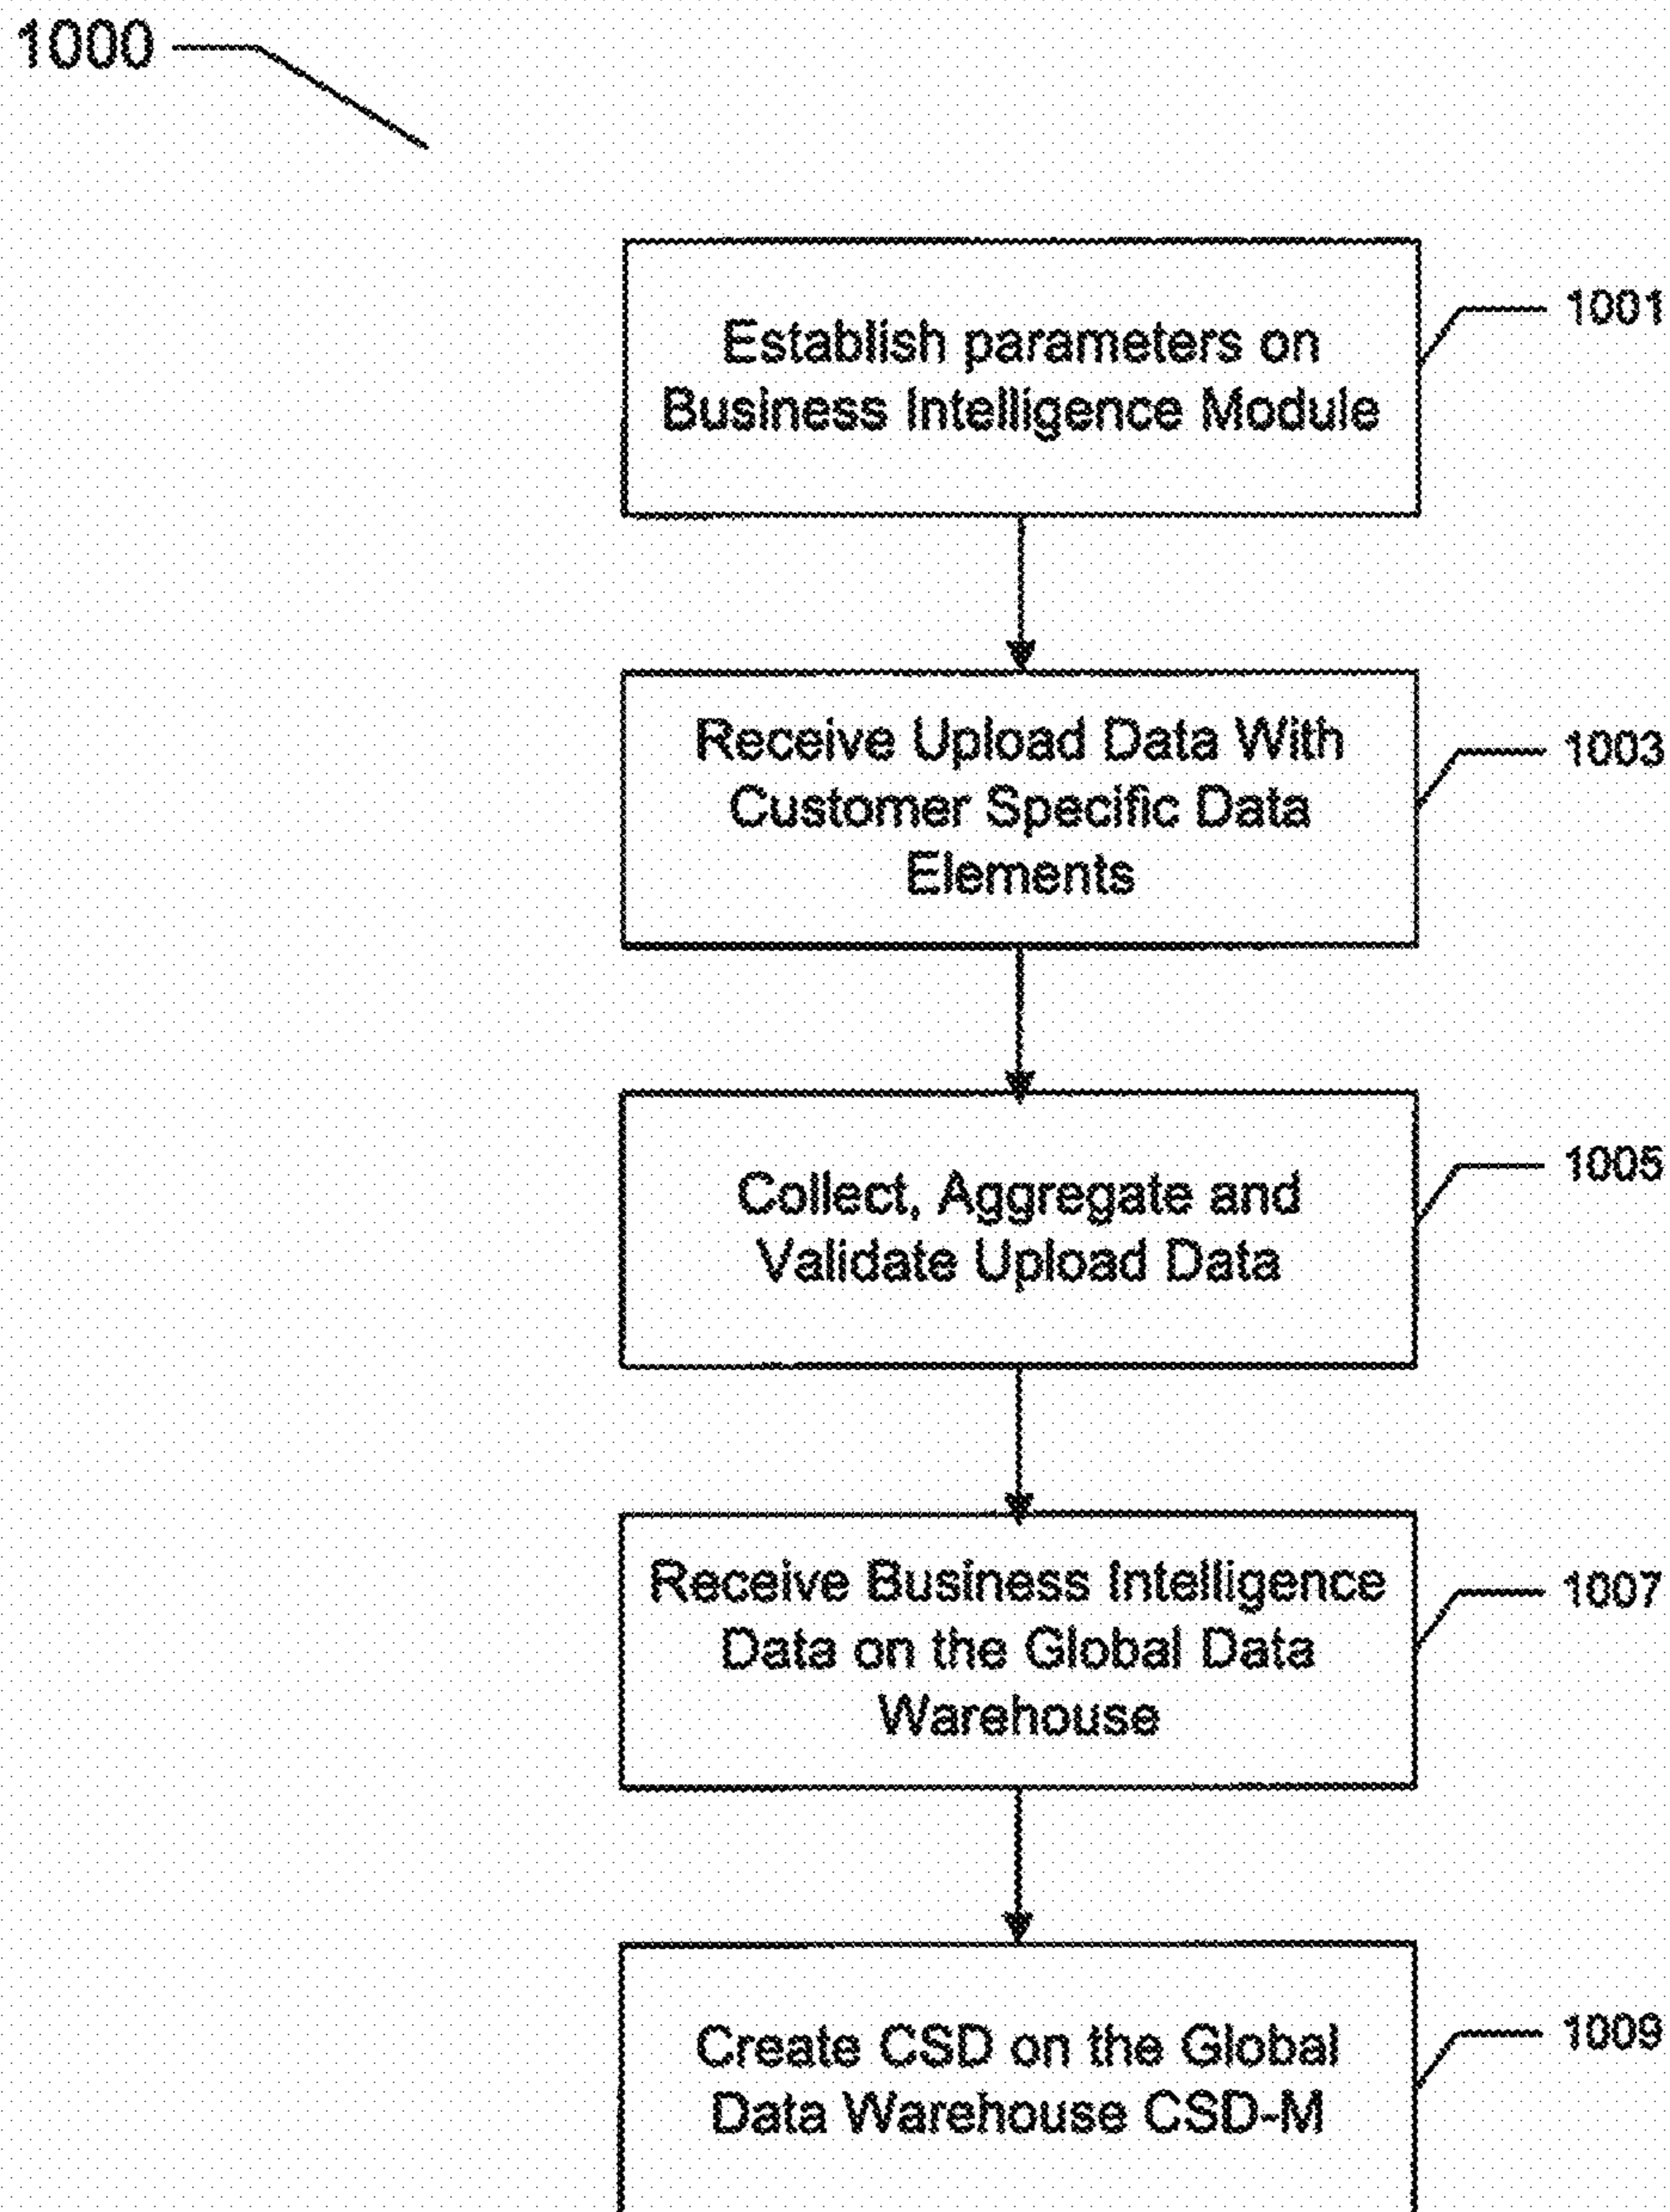 1000
Establish parameters on
Business Intelligence Module
1001
Receive Upload Data With
Customer Specific Data
Elements
1003
Collect, Aggregate and
Validate Upload Data
1005
Receive Business Intelligence
Data on the Global Data
Warehouse
1007
Create CSD on the Global
Data Warehouse CSD-M
1009